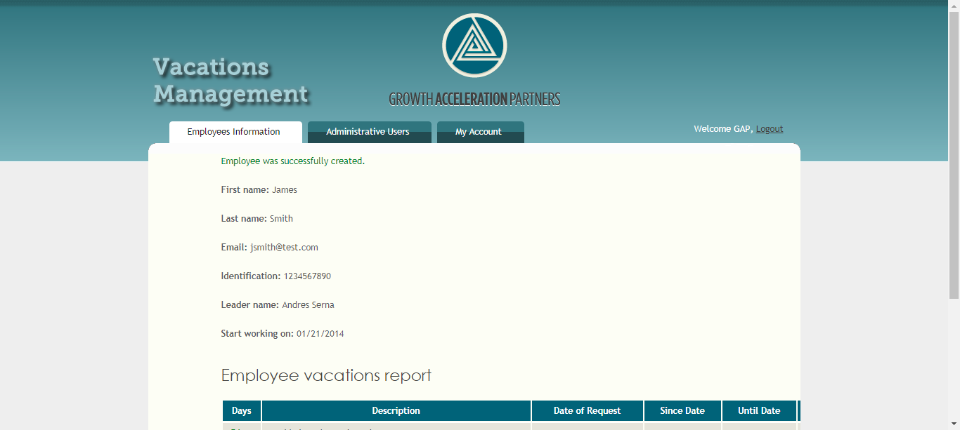 Vacations
Management
GROWTH ACCELERATION PARTNERS
Employees Information
Administrative Users
My Account
Welcome GAP, Logout
Employee was successfully created.
First name: James
Last name: Smith
Email: jsmith@test.com
Identification: 1234567890
Leader name: Andres Serna
Start working on: 01/21/2014
Employee vacations report
Days Description Date of Request Since Date Until Date